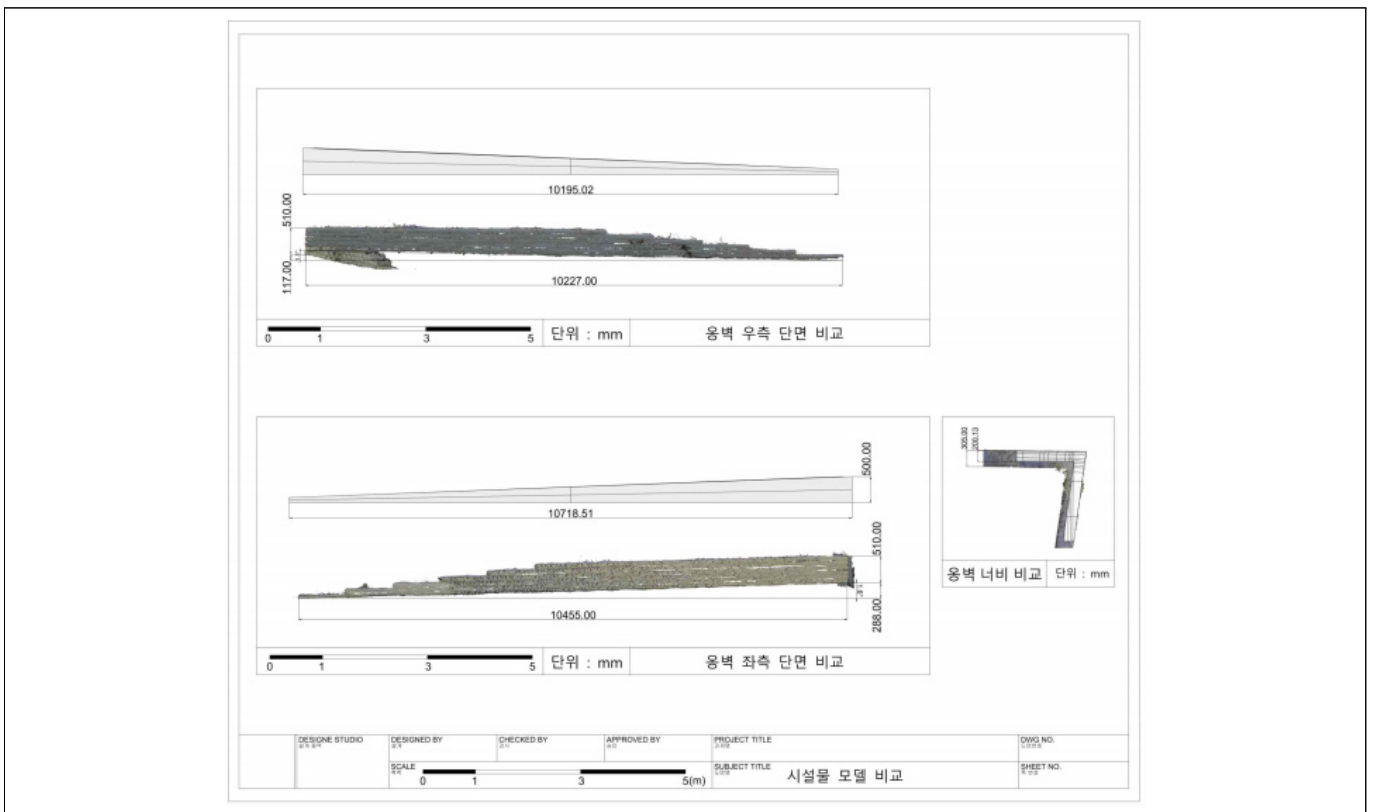 10195.02
510.00
117.00
10227.00
0 1 3 5 단위 : mm 옹벽 우측 단면 비교
500.00
10718.51
510.00
288.00
10455.00
0 1 3 5 단위 : mm 옹벽 좌측 단면 비교
305.00
200.13
옹벽 너비 비교 단위 : mm
DESIGNE STUDIO DESIGNED BY CHECKED BY APPROVED BY PROJECT TITLE DWG NO.
SCALE 0 1 3 5(m) SUBJECT TITLE 시설물 모델 비교 SHEET NO.